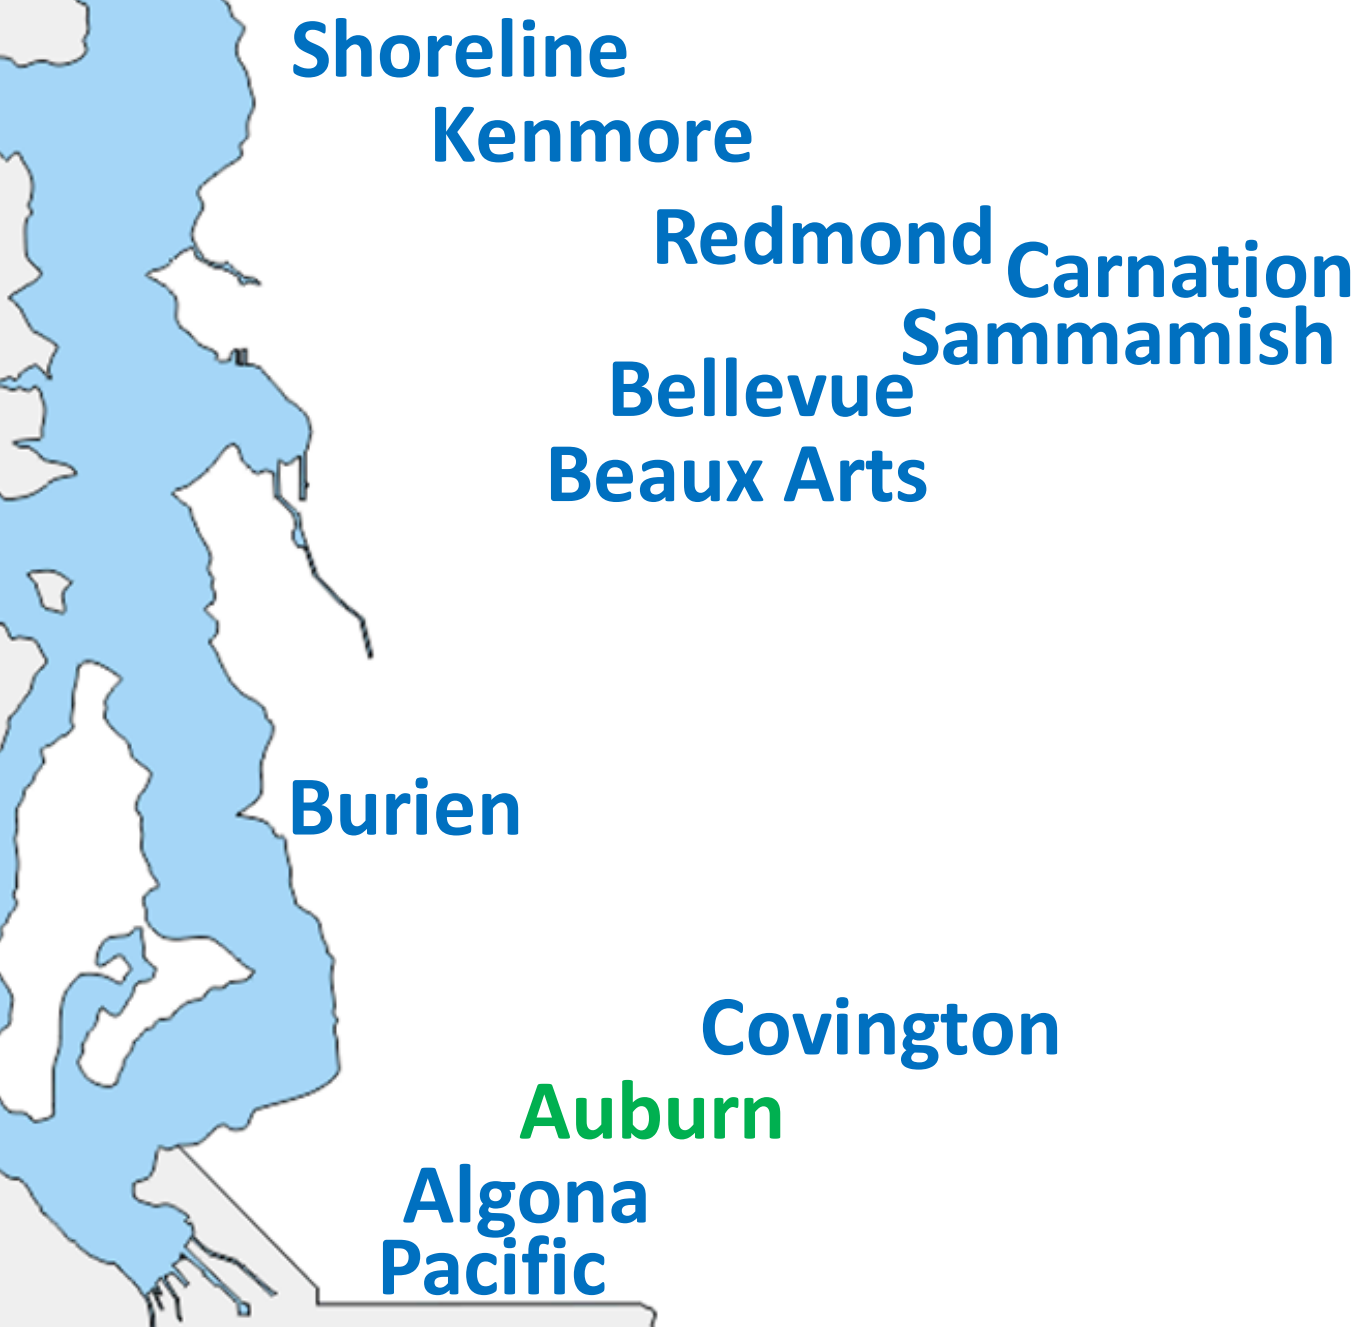 Shoreline
Kenmore
Redmond
Carnation
Sammamish
Bellevue
Beaux Arts
Burien
Covington
Auburn
Algona
Pacific